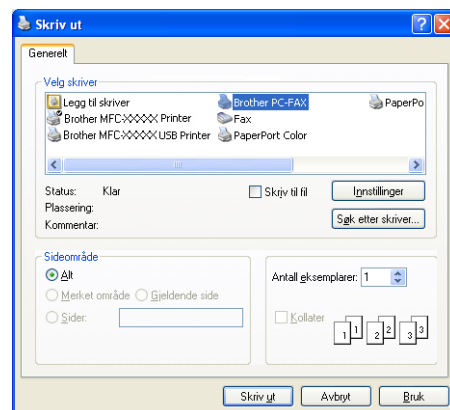 Skriv ut
Generelt
Velg skriver
Legg til skriver
Brother PC-FAX
PaperPo
Brother MFC-XXXXX Printer
Fax
Brother MFC-XXXXX USB Printer
PaperPort Color
Status: Klar
Skriv til fil
Innstillinger
Plassering:
Kommentar:
Søk etter skriver...
Sideområde
Alt
Merket område
Gjeldende side
Sider:
Antall eksemplarer: 1
Kollater
1 1 2 2 3 3
Skriv ut
Avbryt
Bruk